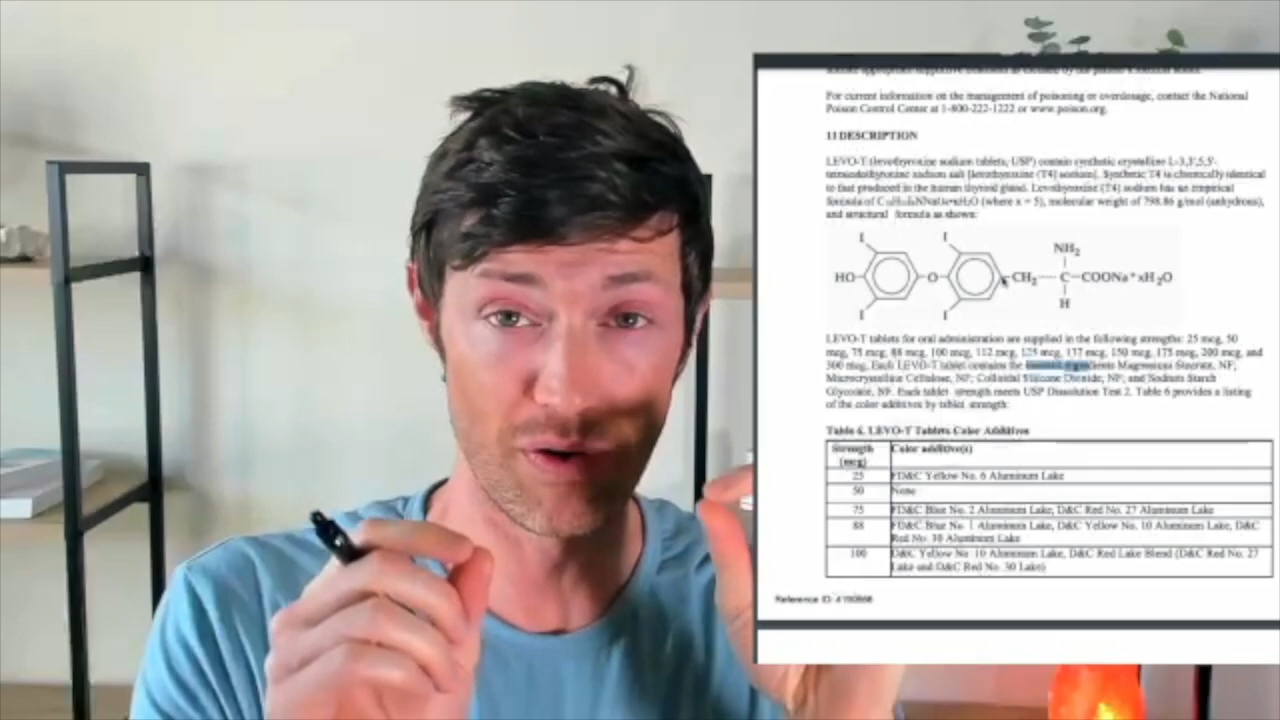 For current information on the management of poisoning or overdosage, contact the National
Poison Control Center at 1-800-222-1222 or www.poison.org.
11 DESCRIPTION
LEVO-T (levothyroxine sodium tablets, USP) contain synthetic crystalline L-3,3',5,5'-
tetraiodothyronine sodium salt [levothyroxine (T4) sodium]. Synthetic T4 is chemically identical
to that produced in the human thyroid gland. Levothyroxine (T4) sodium has an empirical
formula of (where x = 5), molecular weight of 798.86 g/mol (anhydrous),
and structural formula as shown:
I I NH2
HO O CH2 C COONa • xH2O
I I H
LEVO-T tablets for oral administration are supplied in the following strengths: 25 mcg, 50
mcg, 75 mcg, 88 mcg, 100 mcg, 112 mcg, 125 mcg, 137 mcg, 150 mcg, 175 mcg, 200 mcg, and
300 mcg. Each LEVO-T tablet contains the Magnesium Stearate, NF;
Microcrystalline Cellulose, NF; Colloidal Silicone Dioxide, NF; and Sodium Starch
Glycolate, NF. Each tablet strength meets USP Dissolution Test 2. Table 6 provides a listing
of the color additives by tablet strength:
Table 6. LEVO-T Tablets Color Additives
Strength (mcg) Color additive(s)
25 FD&C Yellow No. 6 Aluminum Lake
50 None
75 FD&C Blue No. 2 Aluminum Lake, D&C Red No. 27 Aluminum Lake
88 FD&C Blue No. 1 Aluminum Lake, D&C Yellow No. 10 Aluminum Lake, D&C
Red No. 30 Aluminum Lake
100 D&C Yellow No. 10 Aluminum Lake, D&C Red Lake Blend (D&C Red No. 27
Lake and D&C Red No. 30 Lake)
Reference ID: